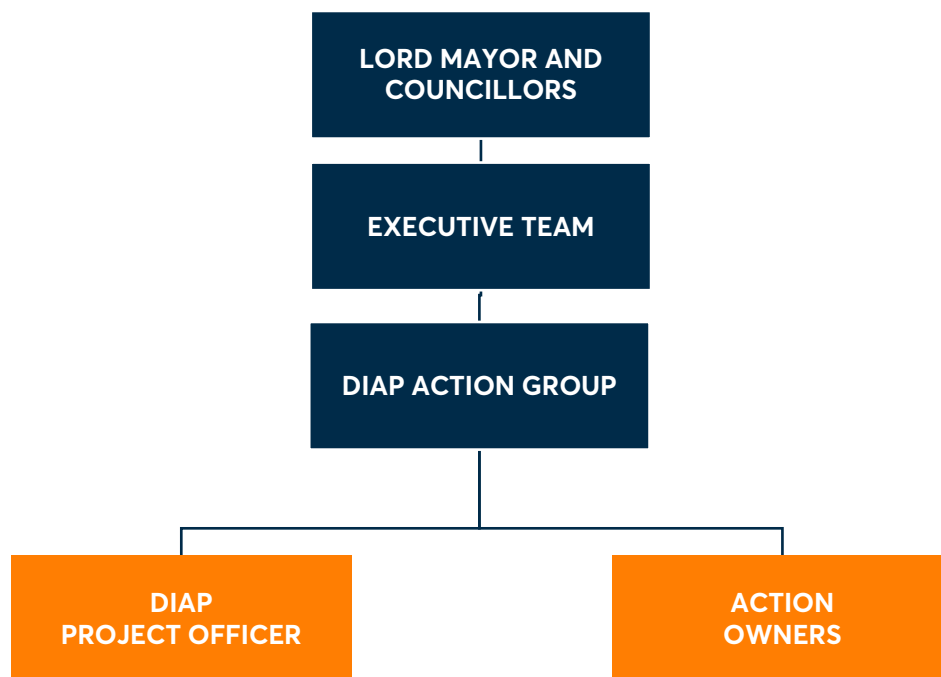 LORD MAYOR AND
COUNCILLORS
EXECUTIVE TEAM
DIAP ACTION GROUP
DIAP
PROJECT OFFICER
ACTION
OWNERS